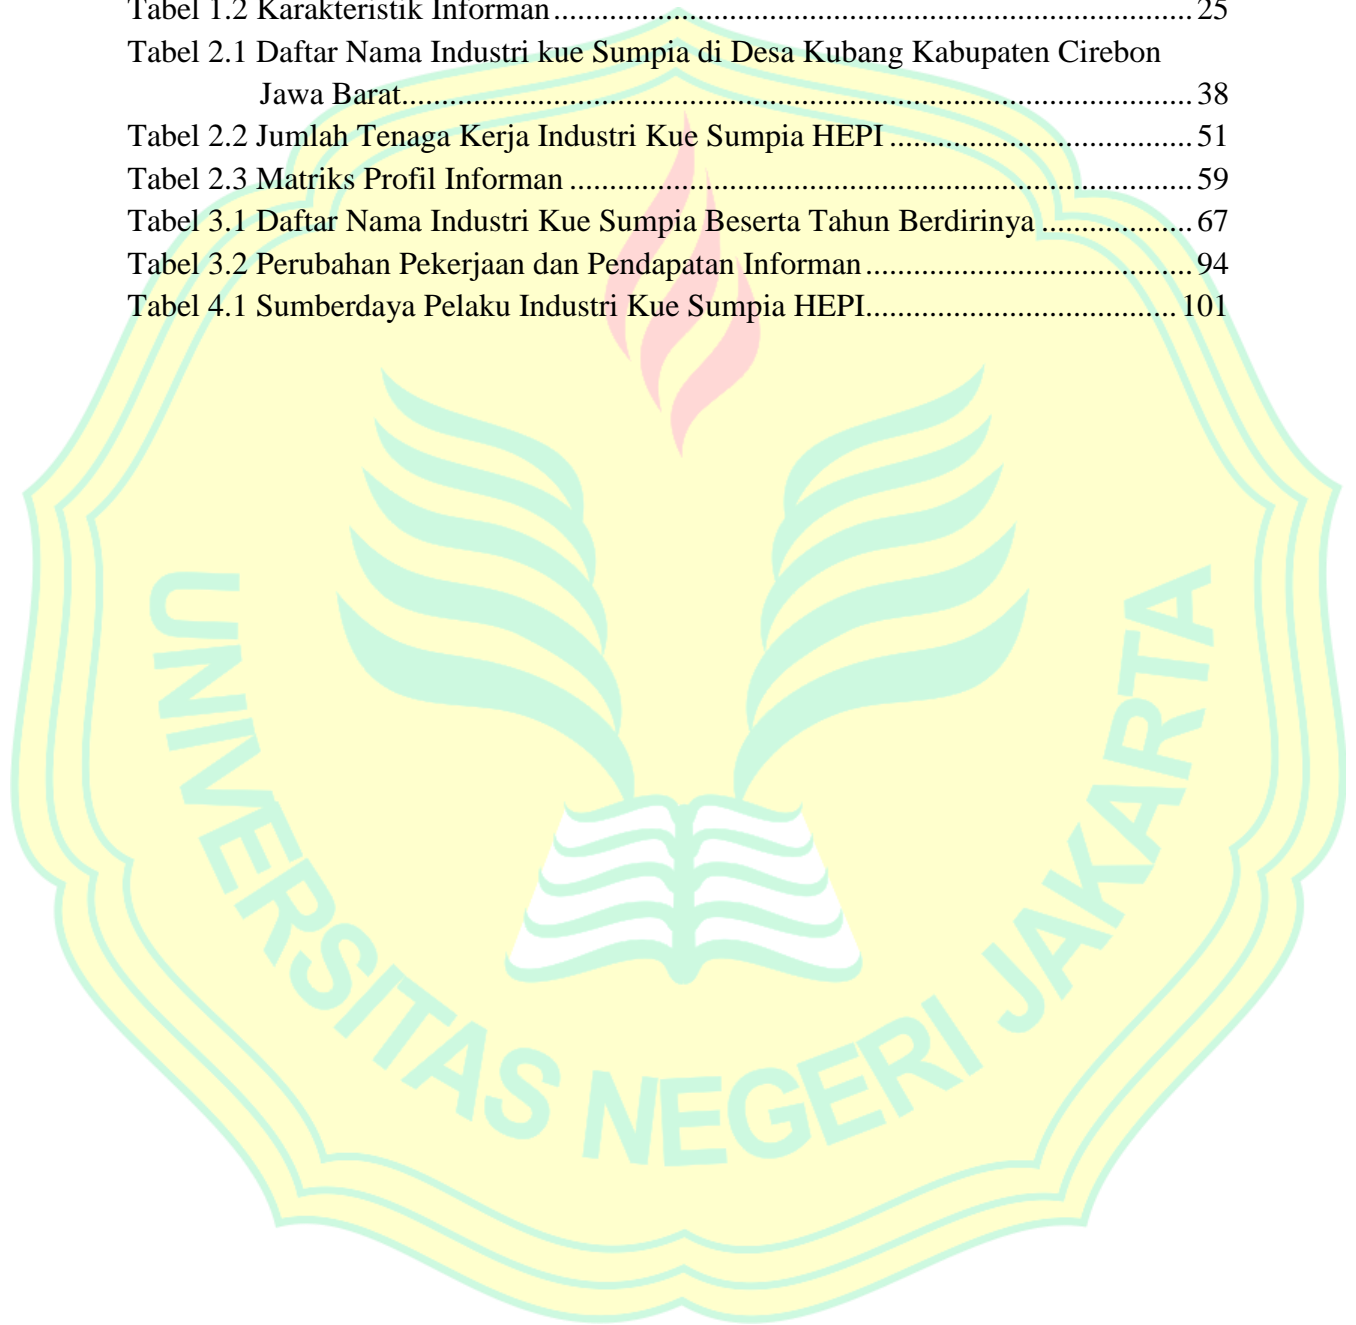 Tabel 1.2 Karakteristik Informan................................................................................ 25
Tabel 2.1 Daftar Nama Industri kue Sumpia di Desa Kubang Kabupaten Cirebon
Jawa Barat................................................................................................... 38
Tabel 2.2 Jumlah Tenaga Kerja Industri Kue Sumpia HEPI ...................................... 51
Tabel 2.3 Matriks Profil Informan .............................................................................. 59
Tabel 3.1 Daftar Nama Industri Kue Sumpia Beserta Tahun Berdirinya ................... 67
Tabel 3.2 Perubahan Pekerjaan dan Pendapatan Informan ......................................... 94
Tabel 4.1 Sumberdaya Pelaku Industri Kue Sumpia HEPI....................................... 101
UNIVERSITAS NEGERI JAKARTA